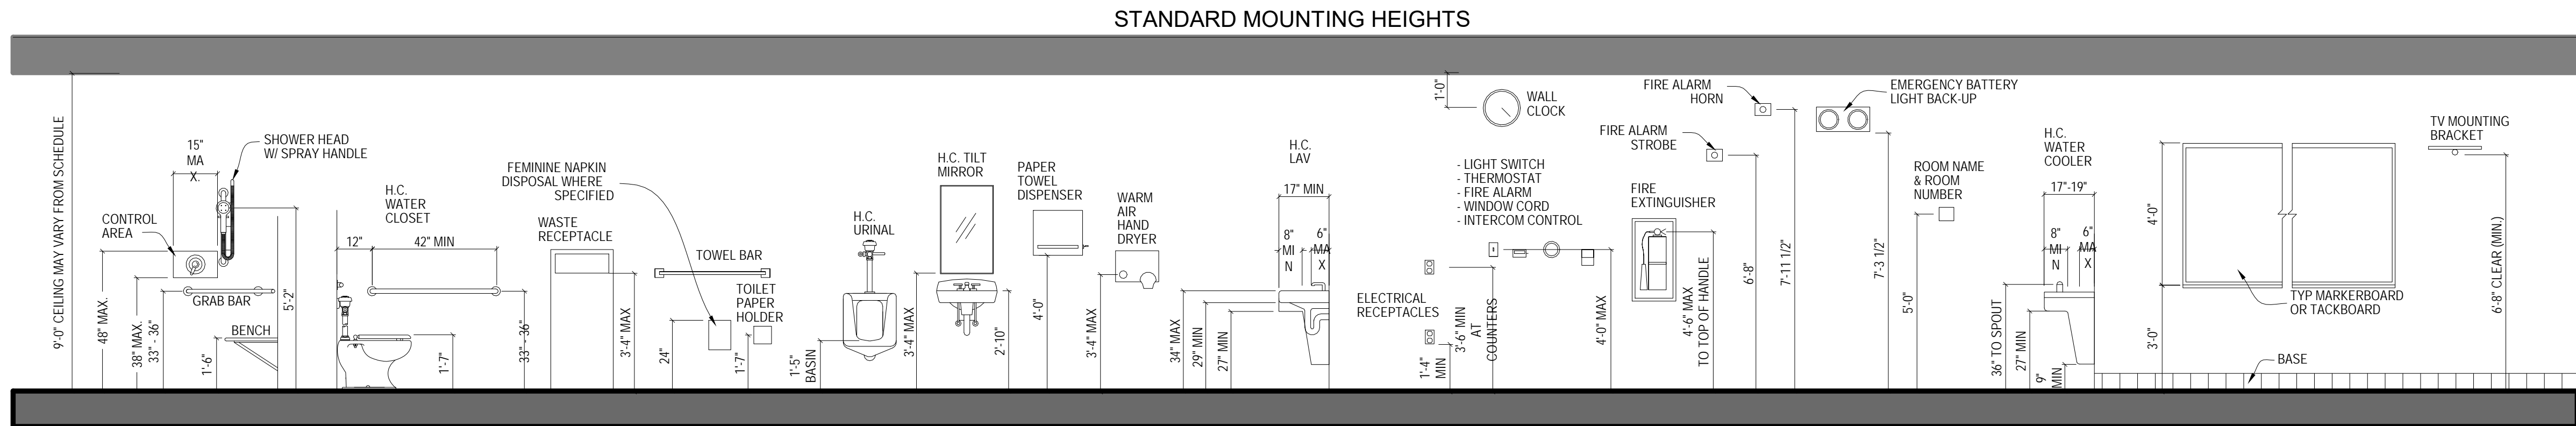 STANDARD MOUNTING HEIGHTS
9'-0" CEILING MAY VARY FROM SCHEDULE
48" MAX.
CONTROL
AREA
38" MAX.
33" - 36"
15"
MA
X.
SHOWER HEAD
W/ SPRAY HANDLE
GRAB BAR
BENCH
1'-6"
5'-2"
H.C.
WATER
CLOSET
12"
42" MIN
1'-7"
33" - 36"
FEMININE NAPKIN
DISPOSAL WHERE
SPECIFIED
WASTE
RECEPTACLE
3'-4" MAX
24"
TOWEL BAR
TOILET
PAPER
HOLDER
1'-7"
1'-5"
BASIN
H.C.
URINAL
3'-4" MAX
H.C. TILT
MIRROR
2'-10"
PAPER
TOWEL
DISPENSER
4'-0"
WARM
AIR
HAND
DRYER
3'-4" MAX
34" MAX
29" MIN
27" MIN
H.C.
LAV
17" MIN
8"
MI
N
6"
MA
X
ELECTRICAL
RECEPTACLES
1'-4"
MIN
3'-6" MIN
AT
COUNTERS
1'-0"
WALL
CLOCK
- LIGHT SWITCH
- THERMOSTAT
- FIRE ALARM
- WINDOW CORD
- INTERCOM CONTROL
4'-0" MAX
FIRE
EXTINGUISHER
4'-6" MAX
TO TOP OF HANDLE
FIRE ALARM
STROBE
6'-8"
FIRE ALARM
HORN
7'-11 1/2"
EMERGENCY BATTERY
LIGHT BACK-UP
7'-3 1/2"
ROOM NAME
& ROOM
NUMBER
5'-0"
H.C.
WATER
COOLER
17"-19"
8"
MI
N
6"
MA
X
36" TO SPOUT
27" MIN
9"
MIN
4'-0"
3'-0"
TYP MARKERBOARD
OR TACKBOARD
BASE
TV MOUNTING
BRACKET
6'-8" CLEAR (MIN.)